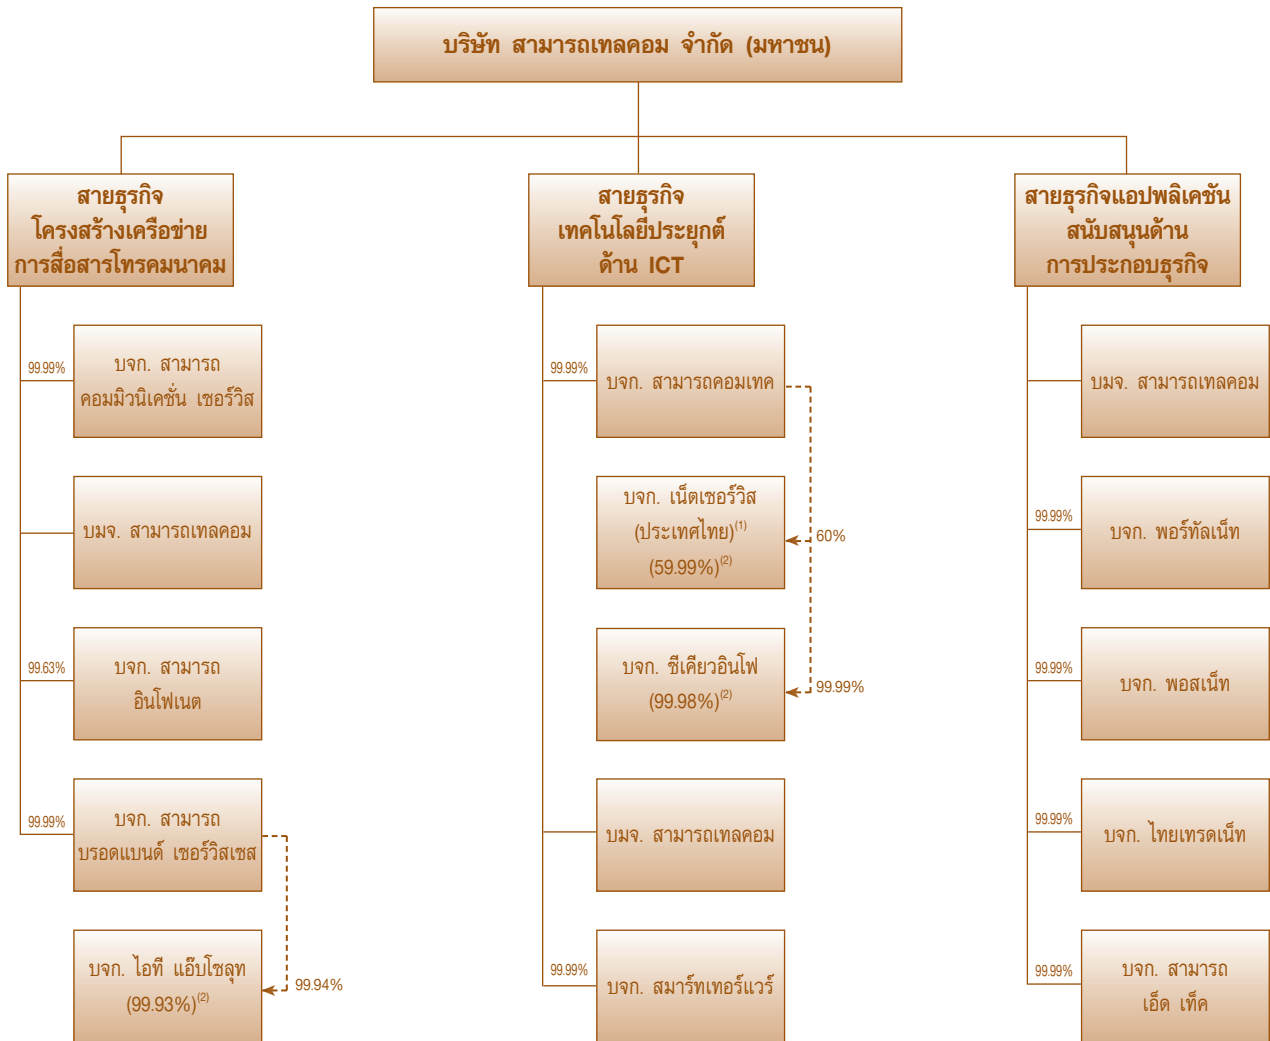 บริษัท สามารถเทลคอม จำกัด (มหาชน)
สายธุรกิจ
โครงสร้างเครือข่าย
การสื่อสารโทรคมนาคม
99.99%
บจก. สามารถ
คอมมิวนิเคชั่น เซอร์วิส
บมจ. สามารถเทลคอม
99.63%
บจก. สามารถ
อินโฟเนต
99.99%
บจก. สามารถ
บรอดแบนด์ เซอร์วิสเซส
บจก. ไอที แอ๊บโซลุท
(99.93%)(2)
99.94%
สายธุรกิจ
เทคโนโลยีประยุกต์
ด้าน ICT
99.99%
บจก. สามารถคอมเทค
บจก. เน็ตเซอร์วิส
(ประเทศไทย)(1)
(59.99%)(2)
60%
บจก. ซีเคียวอินโฟ
(99.98%)(2)
99.99%
บมจ. สามารถเทลคอม
99.99%
บจก. สมาร์ทเทอร์แวร์
สายธุรกิจแอปพลิเคชัน
สนับสนุนด้าน
การประกอบธุรกิจ
บมจ. สามารถเทลคอม
99.99%
บจก. พอร์ทัลเน็ท
99.99%
บจก. พอสเน็ท
99.99%
บจก. ไทยเทรดเน็ท
99.99%
บจก. สามารถ
เอ็ด เท็ค